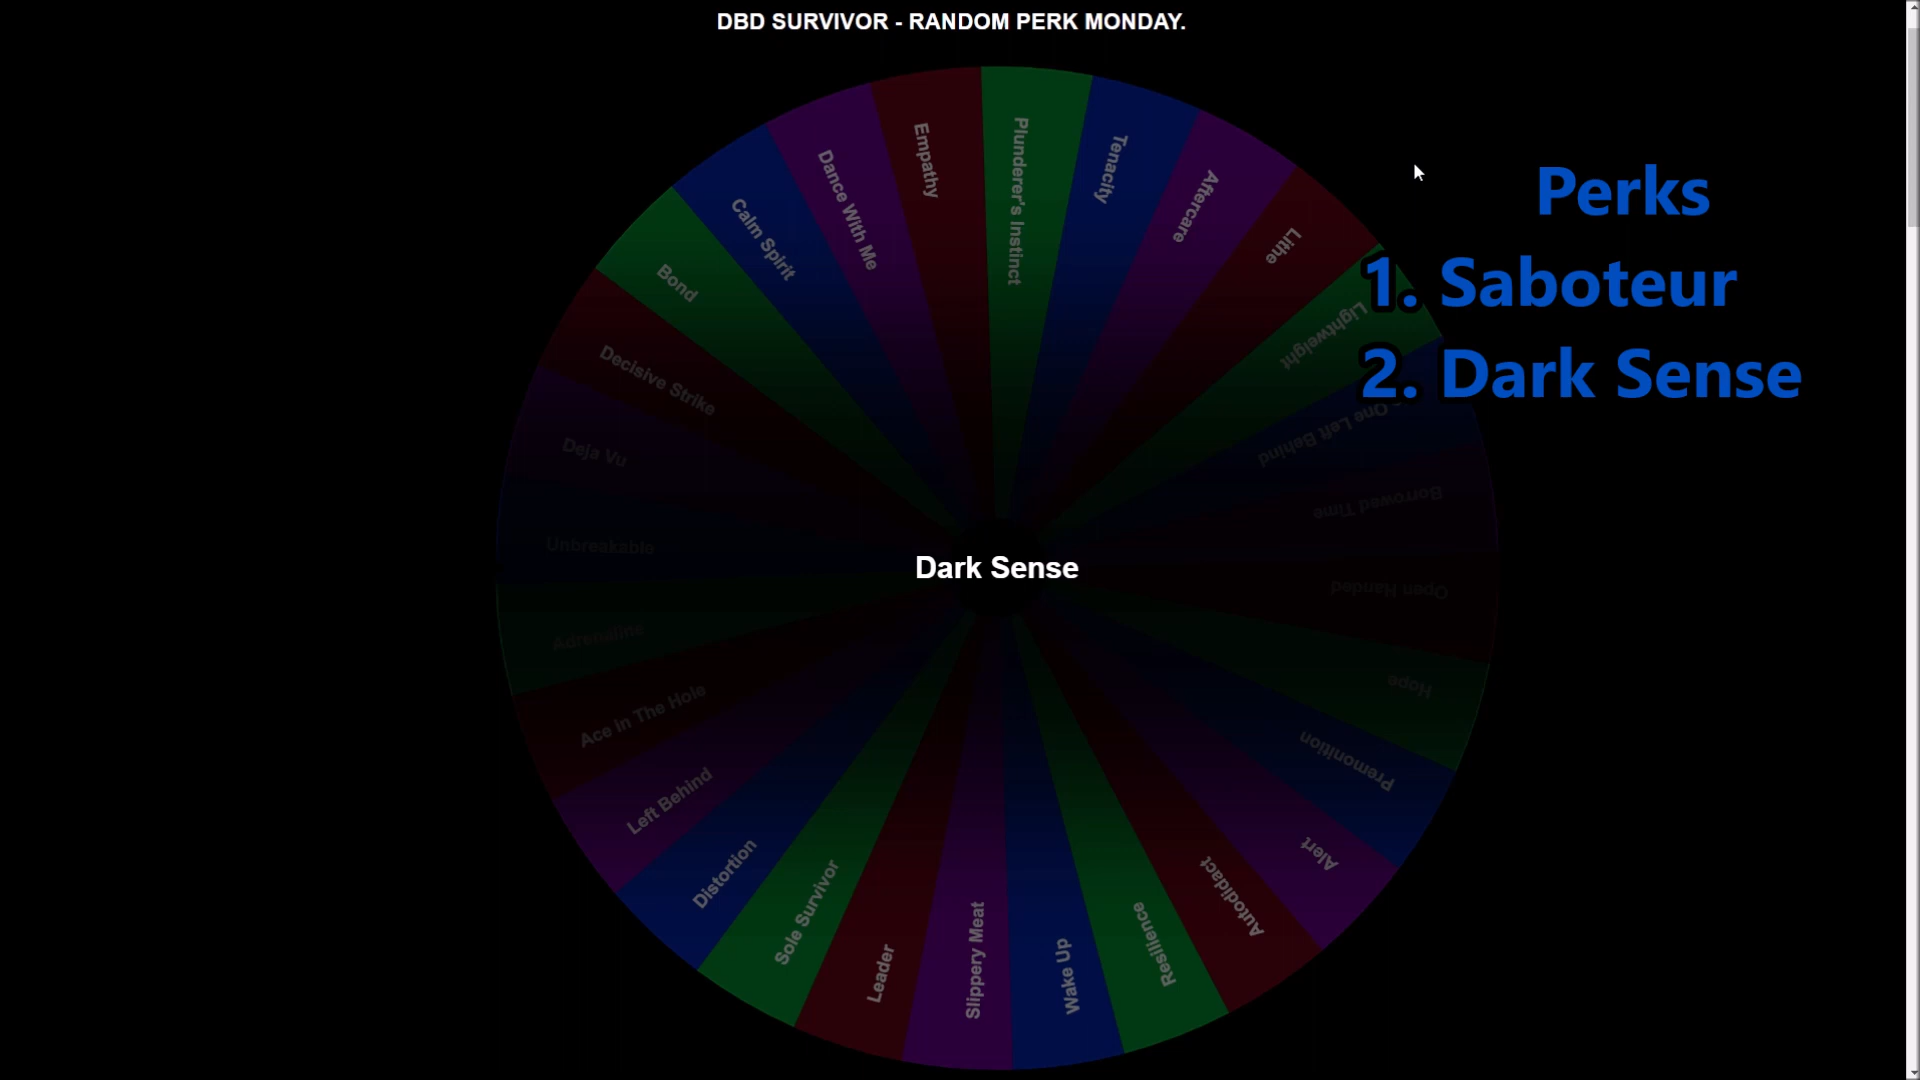 DBD SURVIVOR - RANDOM PERK MONDAY.
Perks
1. Saboteur
2. Dark Sense
Dark Sense
Plunderer's Instinct
Tenacity
Aftercare
Lithe
Lightweight
One Left Behind
Borrowed Time
Open Handed
Hope
Premonition
Alert
Autodidact
Resilience
Wake Up
Slippery Meat
Leader
Sole Survivor
Distortion
Left Behind
Ace in The Hole
Adrenaline
Unbreakable
Deja Vu
Decisive Strike
Bond
Calm Spirit
Dance With Me
Empathy